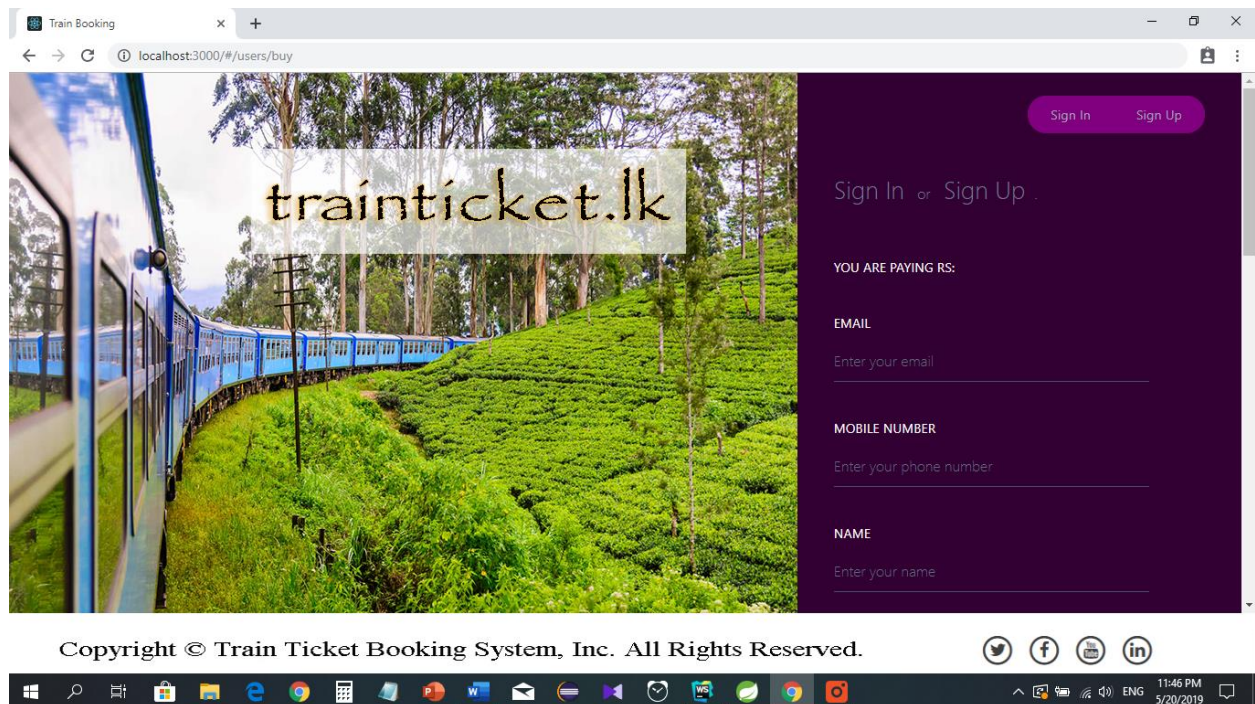 Train Booking
localhost:3000/#/users/buy
Sign In Sign Up
trainticket.lk
Sign In or Sign Up .
YOU ARE PAYING RS:
EMAIL
Enter your email
MOBILE NUMBER
Enter your phone number
NAME
Enter your name
Copyright © Train Ticket Booking System, Inc. All Rights Reserved.
ENG
11:46 PM
5/20/2019